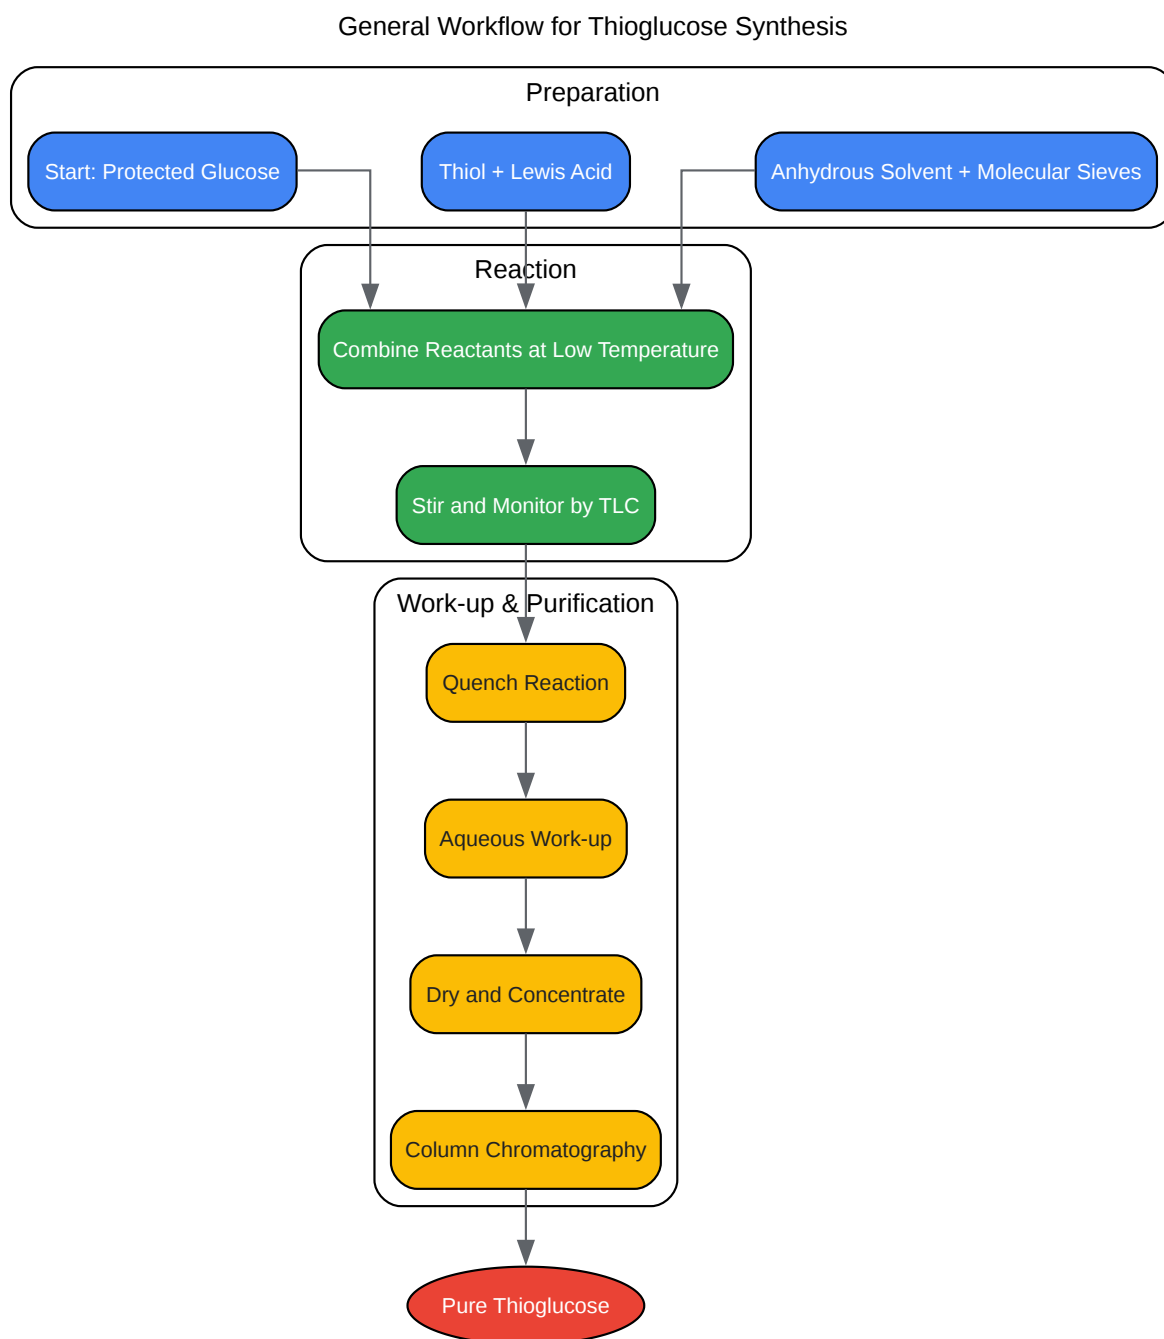 General Workflow for Thioglucose Synthesis
Preparation
Start: Protected Glucose
Thiol + Lewis Acid
Anhydrous Solvent + Molecular Sieves
Reaction
Combine Reactants at Low Temperature
Stir and Monitor by TLC
Work-up & Purification
Quench Reaction
Aqueous Work-up
Dry and Concentrate
Column Chromatography
Pure Thioglucose